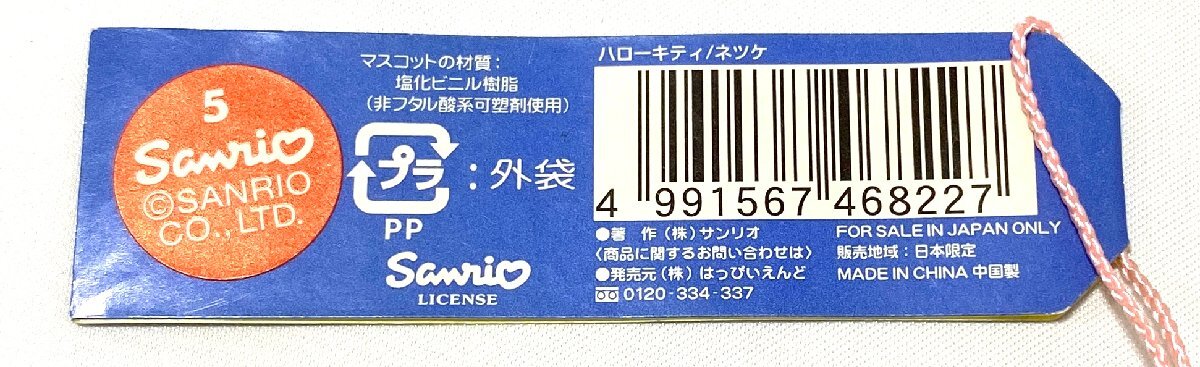 5
Sanrio
©SANRIO
CO., LTD.
マスコットの材質:
塩化ビニル樹脂
(非フタル酸系可塑剤使用)
プラ:外袋
PP
Sanrio
LICENSE
ハローキティ/ネツケ
4 991567 468227
●著 作 (株)サンリオ
〈商品に関するお問い合わせは〉
●発売元(株)はっぴいえんど
0120-334-337
FOR SALE IN JAPAN ONLY
販売地域:日本限定
MADE IN CHINA 中国製